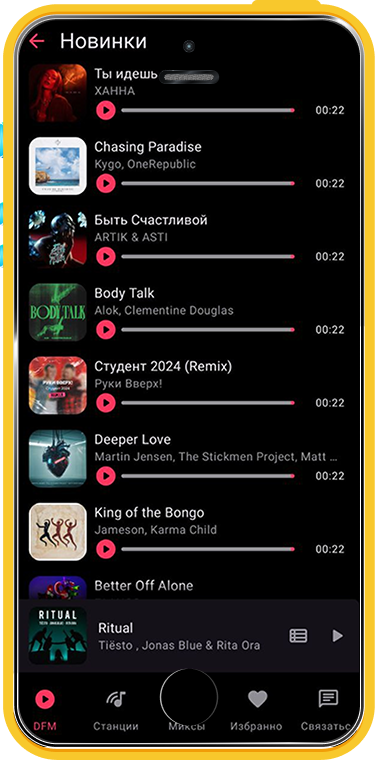 Новинки
Ты идешь
ХАННА
00:22
Chasing Paradise
Kygo, OneRepublic
00:22
Быть Счастливой
ARTIK & ASTI
00:22
BODY TALK
Body Talk
Alok, Clementine Douglas
00:22
РУКИ ВВЕРХ!
Студент 2024 (Remix)
Руки Вверх!
00:22
Deeper Love
Martin Jensen, The Stickmen Project, Matt ...
00:22
King of the Bongo
Jameson, Karma Child
00:22
Better Off Alone
RITUAL
Ritual
Tiësto , Jonas Blue & Rita Ora
DFM
Станции
Миксы
Избранно
Связатьс